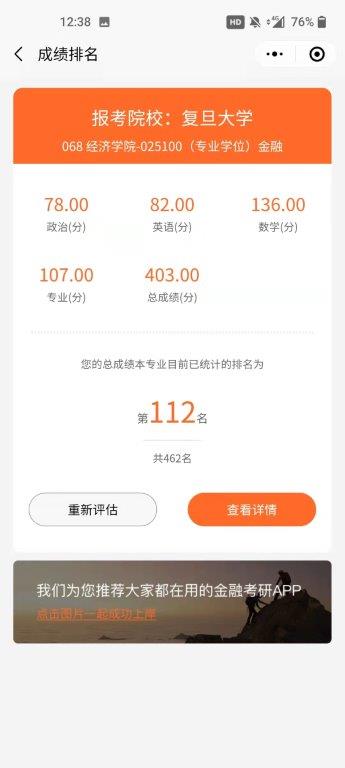 12:38
HD
4G
76%
成绩排名
报考院校：复旦大学
068 经济学院-025100（专业学位）金融
78.00 82.00 136.00
政治(分) 英语(分) 数学(分)
107.00 403.00
专业(分) 总成绩(分)
您的总成绩本专业目前已统计的排名为
第112名
共462名
重新评估 查看详情
我们为您推荐大家都在用的金融考研APP
点击图片一起成功上岸